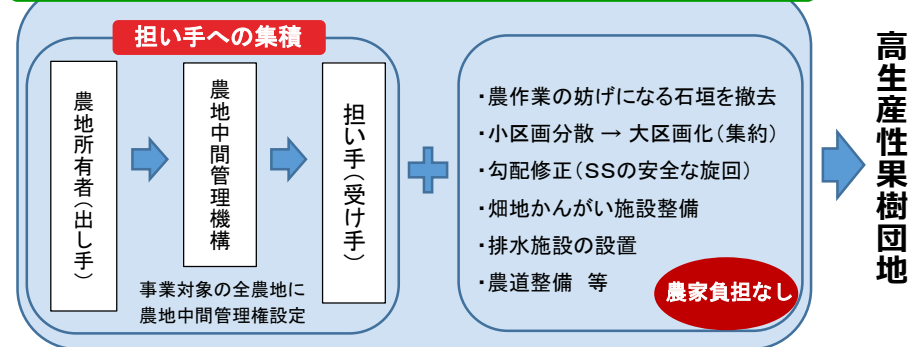 担い手への集積
農地所有者(出し手)
農地中間管理機構
担い手(受け手)
事業対象の全農地に
農地中間管理権設定
・農作業の妨げになる石垣を撤去
・小区画分散 → 大区画化(集約)
・勾配修正(SSの安全な旋回)
・畑地かんがい施設整備
・排水施設の設置
・農道整備 等
農家負担なし
高生産性果樹団地